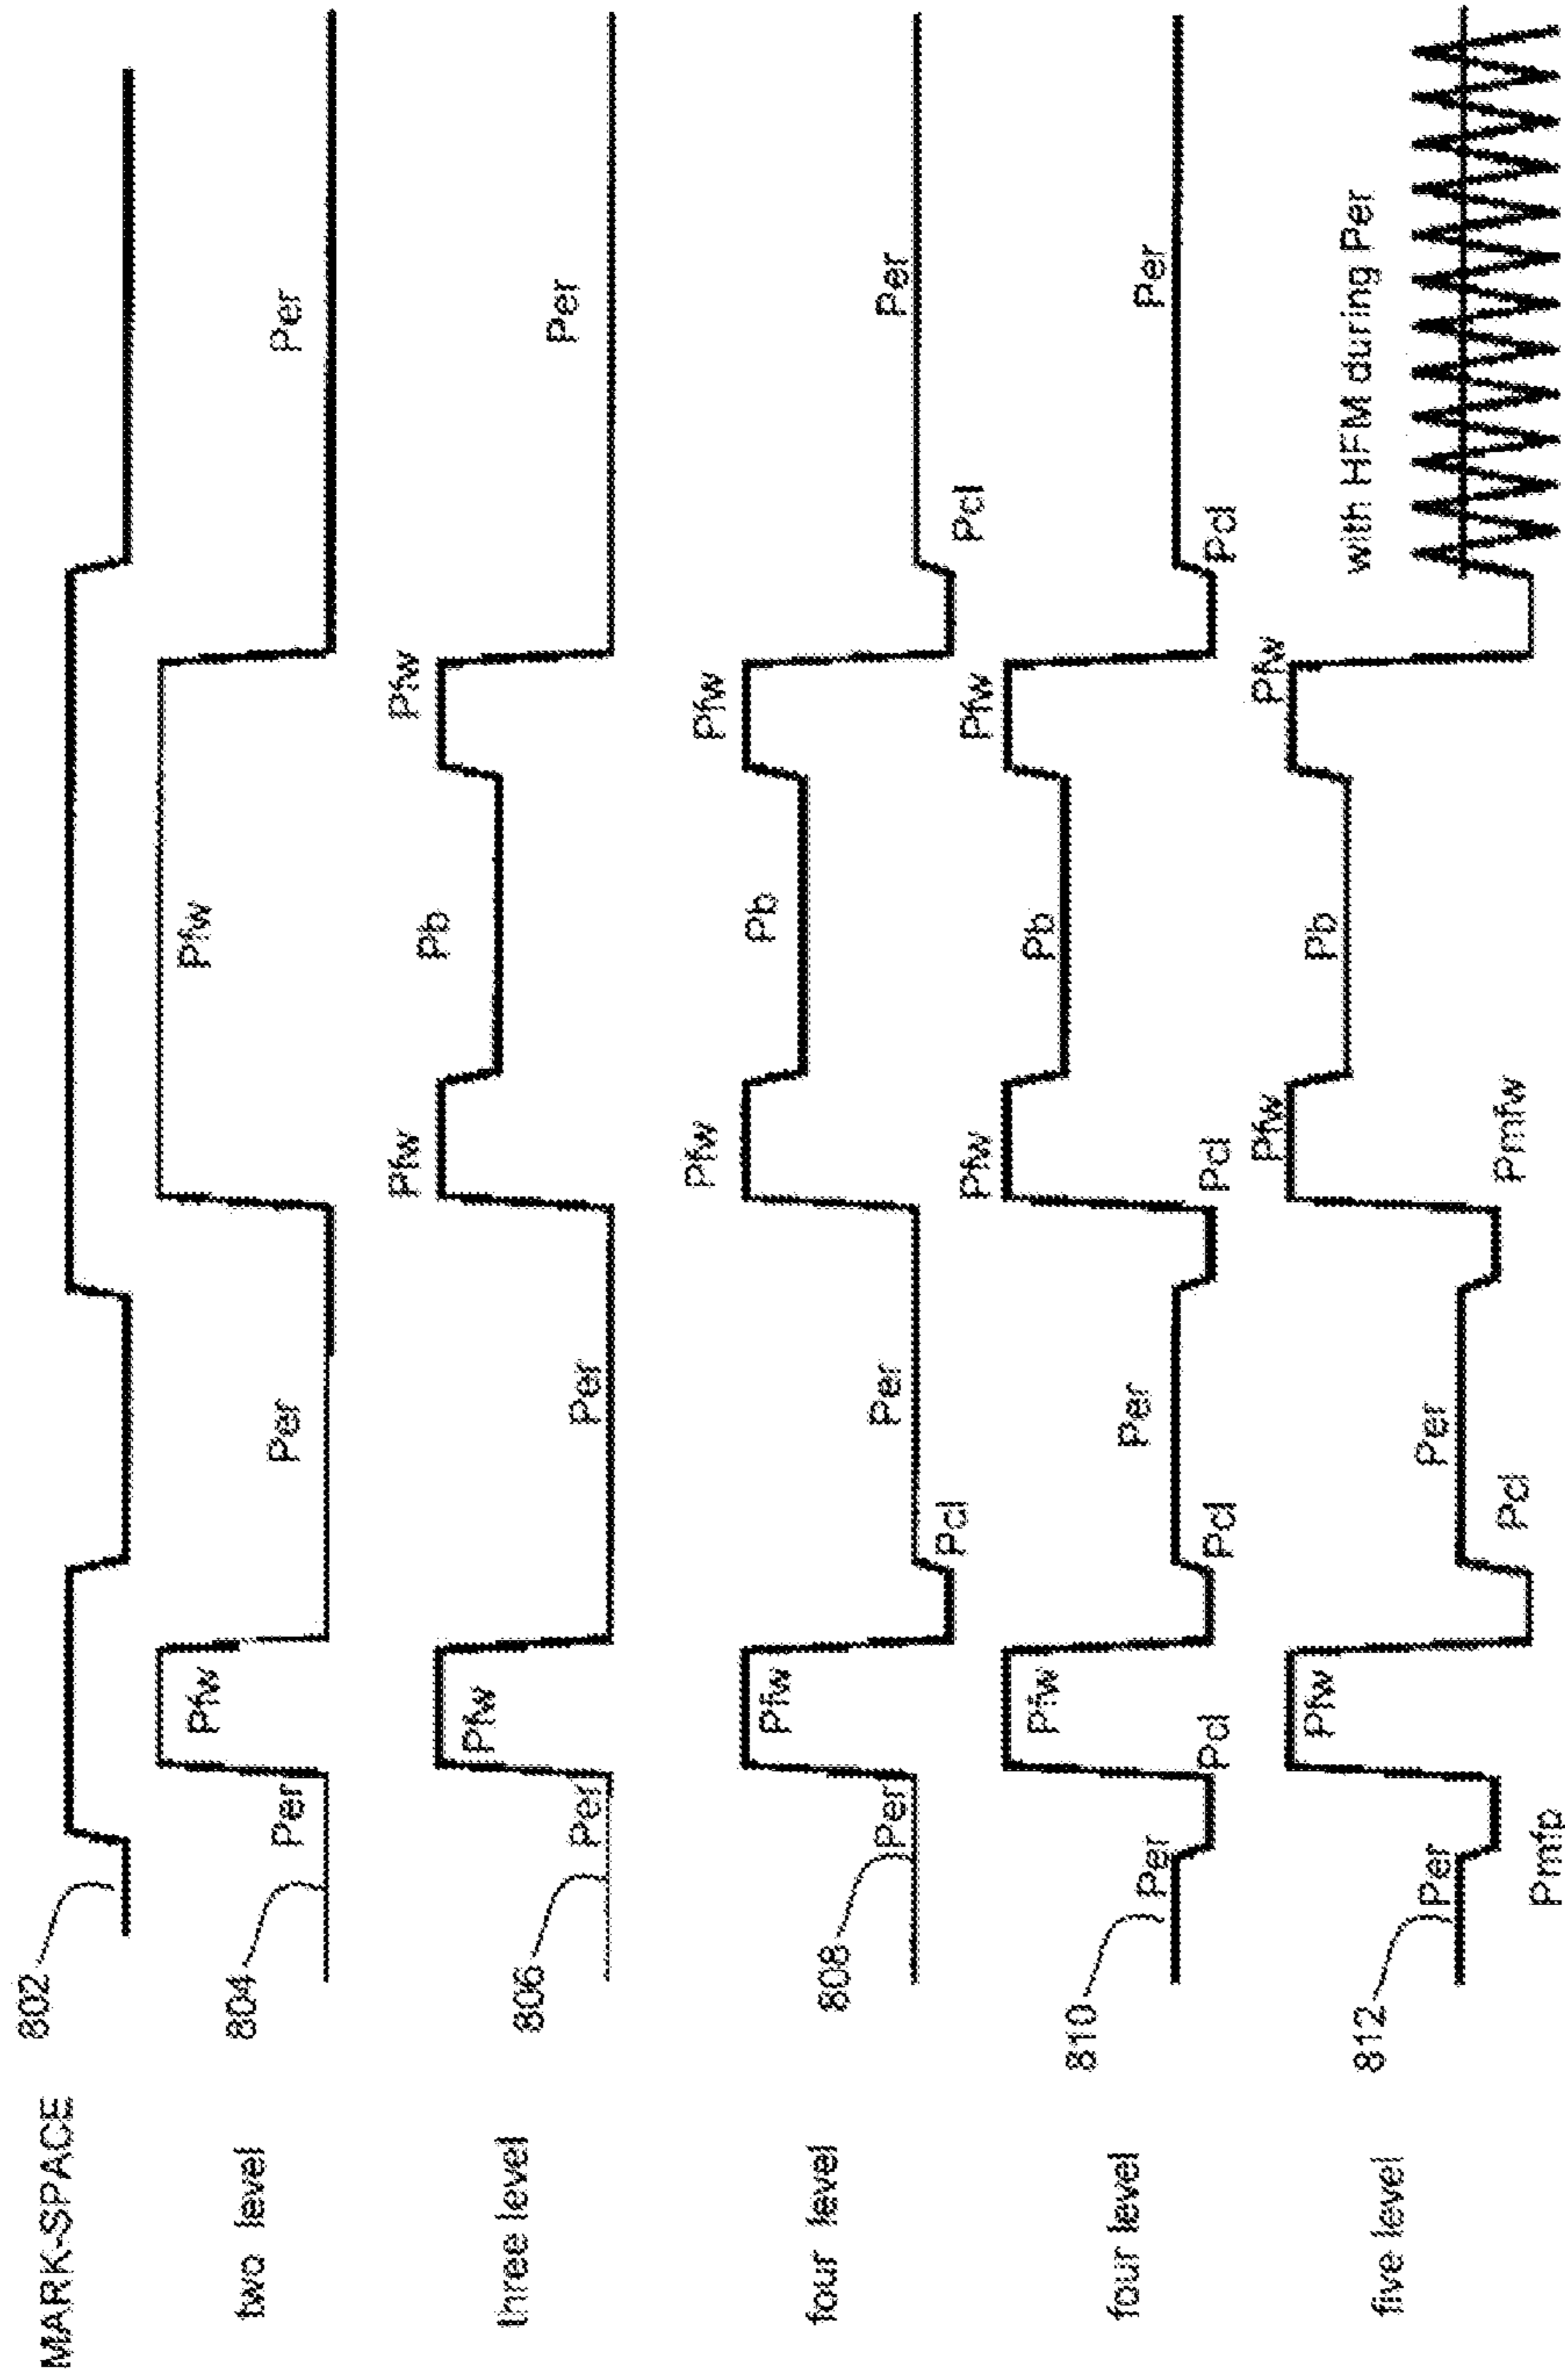 MARK-SPACE
802
two level
804
Per
Pfw
Per
Pfw
Per
three level
806
Per
Pfw
Per
Pfw
Pb
Pfw
Per
four level
808
Per
Pfw
Pcl
Per
Pfw
Pb
Pfw
Pcl
Per
four level
810
Per
Pcl
Pfw
Pcl
Per
Pcl
Pfw
Pb
Pfw
Pcl
Per
five level
812
Per
Pmfp
Pfw
Pcl
Per
Pmfw
Pfw
Pb
Pfw
with HFM during Per